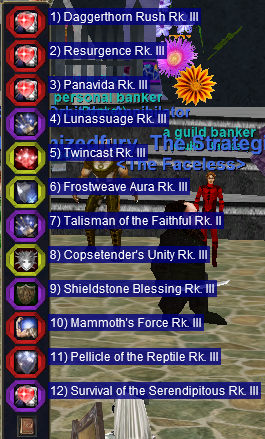 1) Daggerthorn Rush Rk. III
2) Resurgence Rk. III
3) Panavida Rk. III
personal banker
4) Lunassuage Rk. III
a guild banker
5) Twincast Rk. III
The Strateg
<The Faceless>
6) Frostweave Aura Rk. III
7) Talisman of the Faithful Rk. II
8) Copsetender's Unity Rk. III
9) Shieldstone Blessing Rk. III
10) Mammoth's Force Rk. III
11) Pellicle of the Reptile Rk. III
12) Survival of the Serendipitous Rk. III